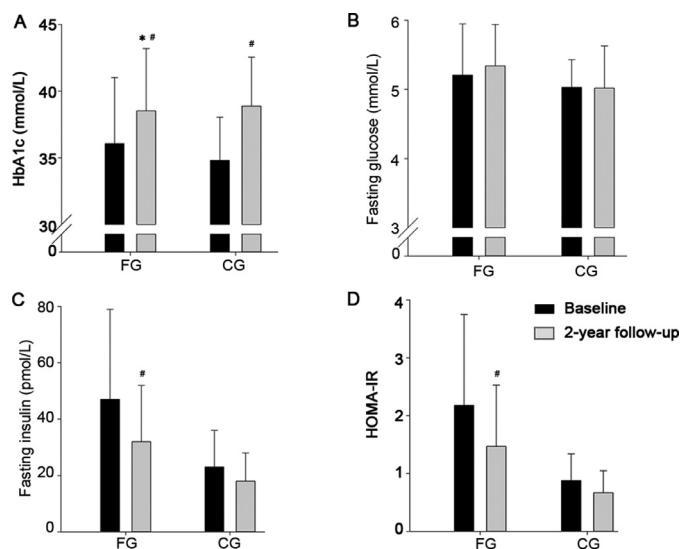 A
HbA1c (mmol/L)
45
40
35
30
0
* #
#
FG
CG
B
Fasting glucose (mmol/L)
6
5
4
3
0
FG
CG
C
Fasting insulin (pmol/L)
80
60
40
20
0
#
FG
CG
D
HOMA-IR
4
3
2
1
0
#
FG
CG
Baseline
2-year follow-up